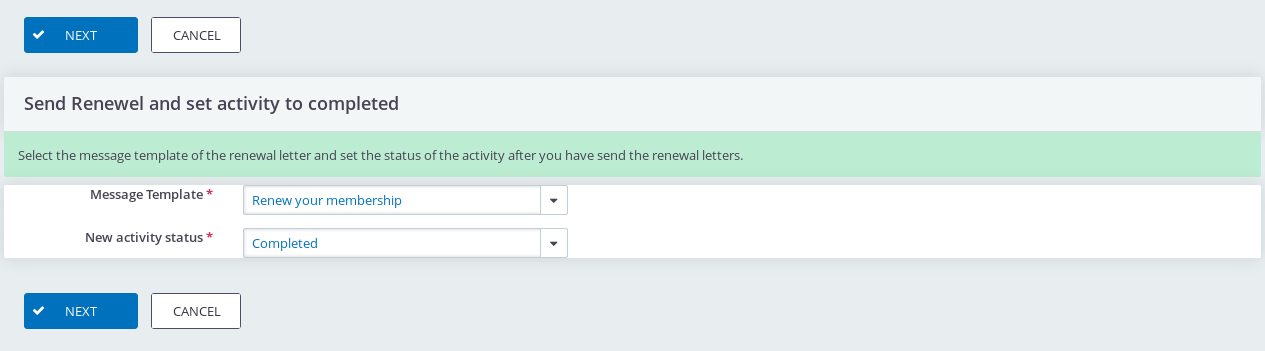 NEXT CANCEL
Send Renewel and set activity to completed
Select the message template of the renewal letter and set the status of the activity after you have send the renewal letters.
Message Template * Renew your membership
New activity status * Completed
NEXT CANCEL